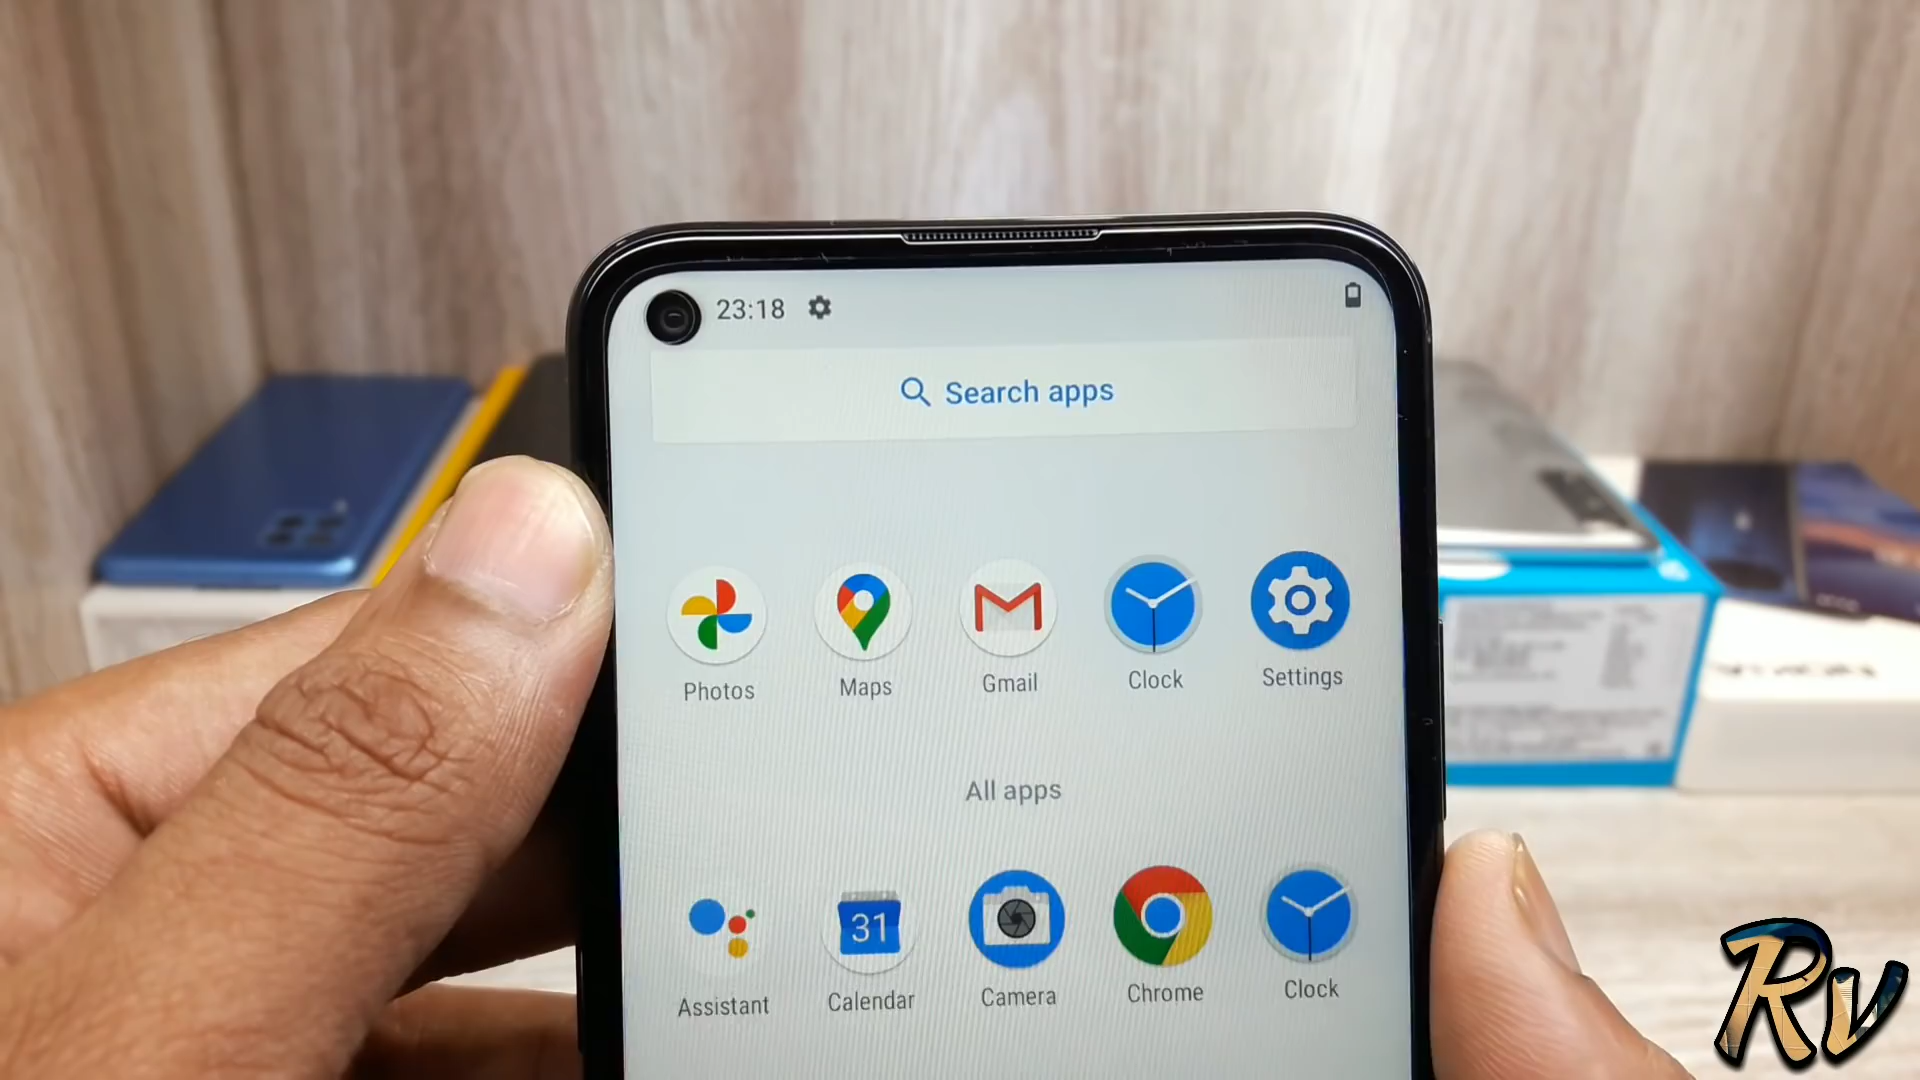 23:18
Search apps
Photos Maps Gmail Clock Settings
All apps
31
Assistant Calendar Camera Chrome Clock
RV